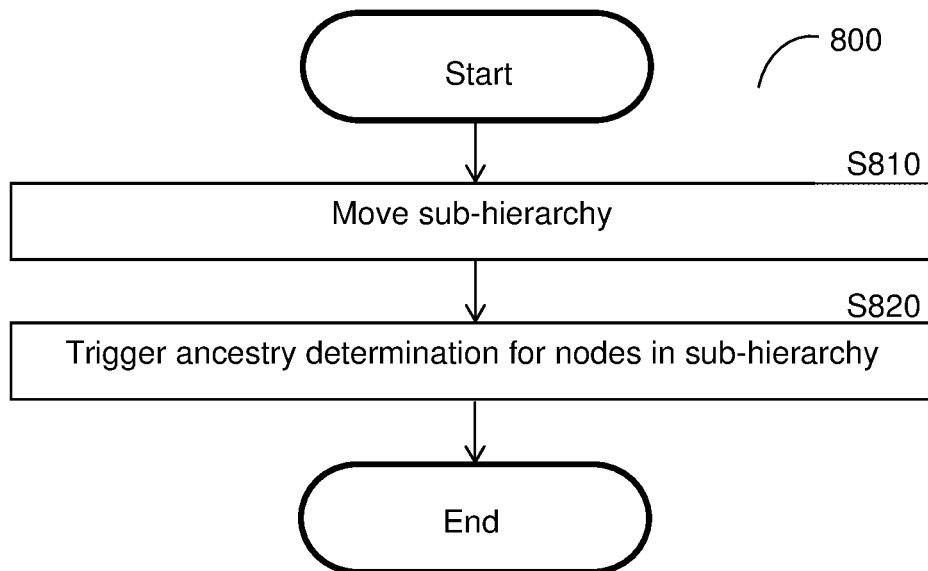 Start
800
S810
Move sub-hierarchy
S820
Trigger ancestry determination for nodes in sub-hierarchy
End